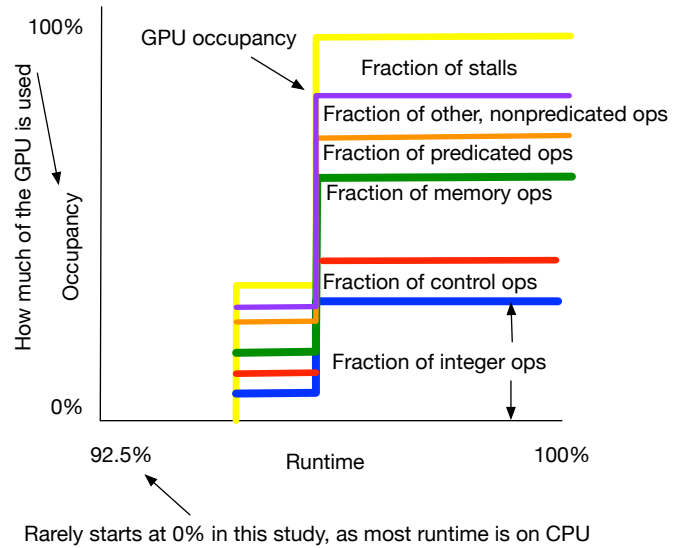 100%
GPU occupancy
Fraction of stalls
Fraction of other, nonpredicated ops
Fraction of predicated ops
Fraction of memory ops
How much of the GPU is used
Occupancy
Fraction of control ops
Fraction of integer ops
0%
92.5%
Runtime
100%
Rarely starts at 0% in this study, as most runtime is on CPU